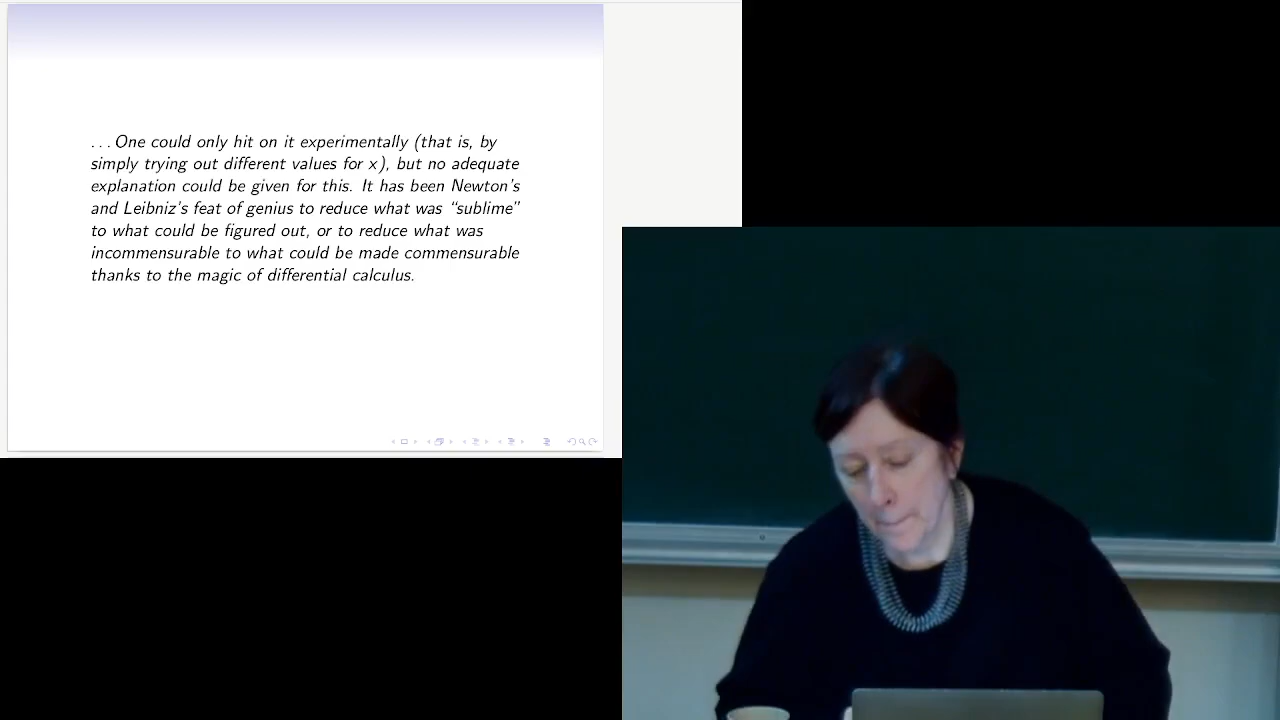 . . . One could only hit on it experimentally (that is, by
simply trying out different values for x), but no adequate
explanation could be given for this. It has been Newton's
and Leibniz's feat of genius to reduce what was “sublime”
to what could be figured out, or to reduce what was
incommensurable to what could be made commensurable
thanks to the magic of differential calculus.